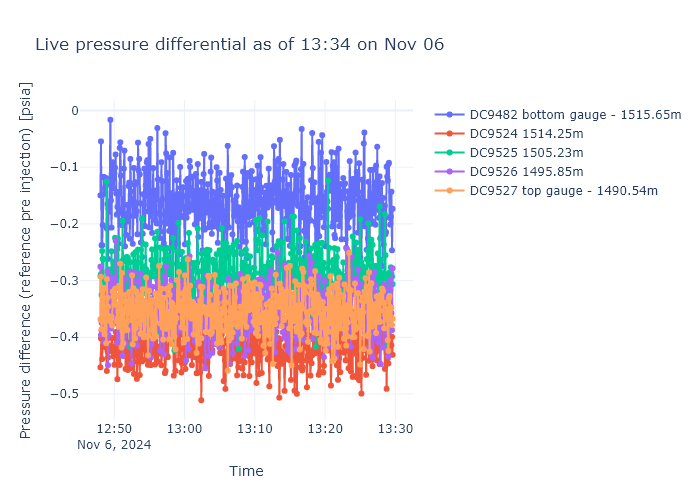 Live pressure differential as of 13:34 on Nov 06
Pressure difference (reference pre injection) [psia]
0
−0.1
−0.2
−0.3
−0.4
−0.5
12:50
Nov 6, 2024
13:00
13:10
13:20
13:30
Time
DC9482 bottom gauge - 1515.65m
DC9524 1514.25m
DC9525 1505.23m
DC9526 1495.85m
DC9527 top gauge - 1490.54m